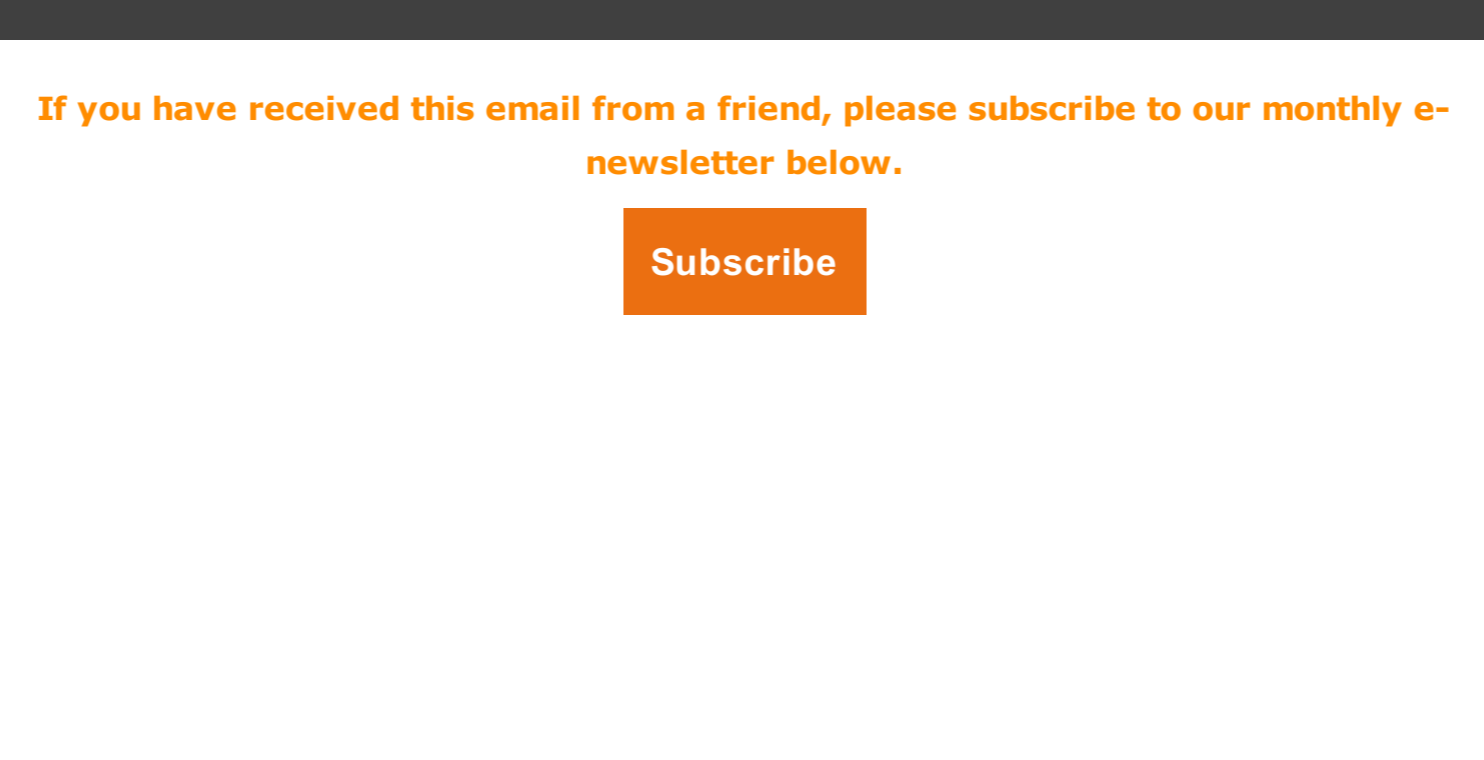 If you have received this email from a friend, please subscribe to our monthly e-
newsletter below.
Subscribe